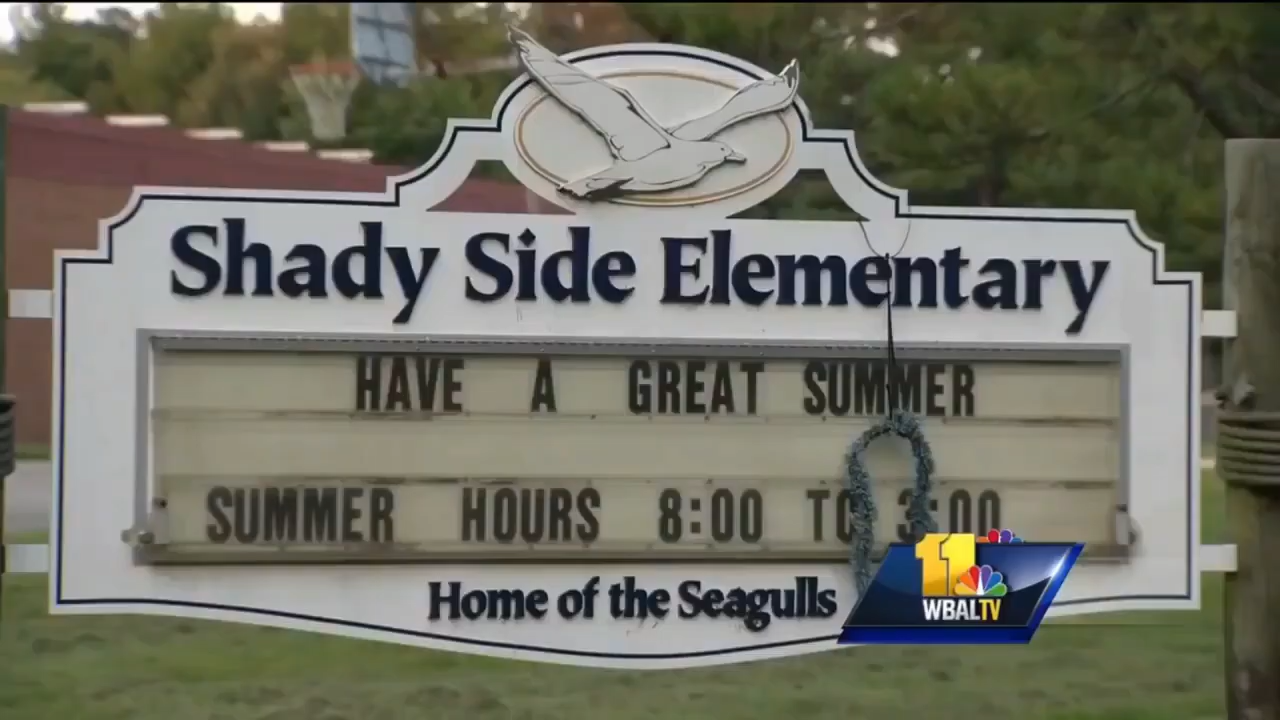 Shady Side Elementary
HAVE A GREAT SUMMER
SUMMER HOURS 8:00 TO 3:00
Home of the Seagulls
11
WBALTV